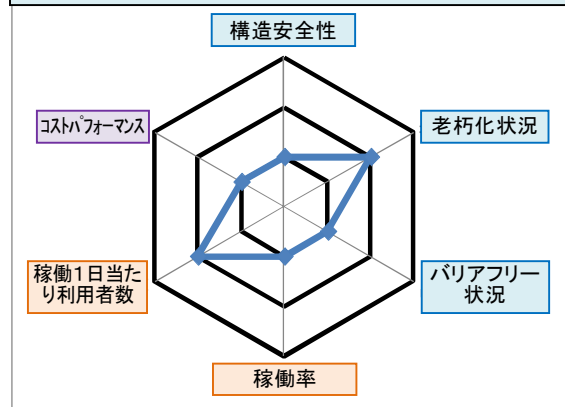 構造安全性
コストパフォーマンス
老朽化状況
稼働１日当た
り利用者数
バリアフリー
状況
稼働率